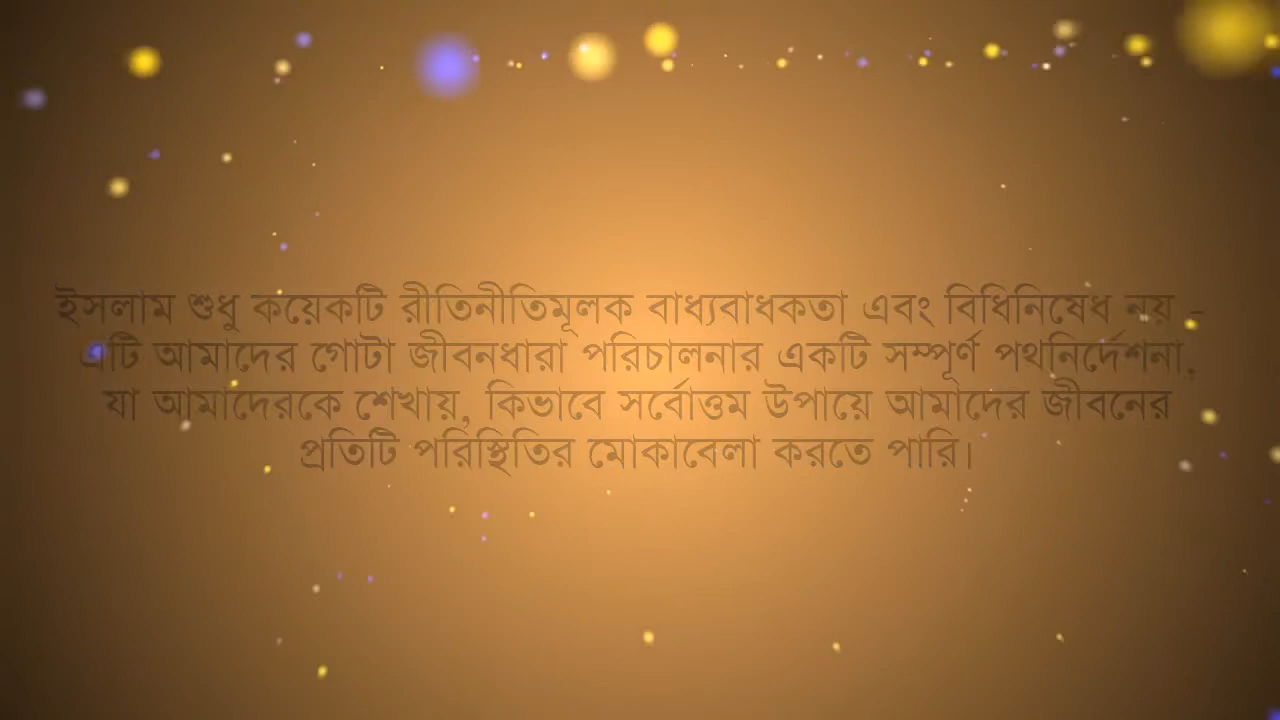 ইসলাম শুধু কয়েকটি রীতিনীতিমূলক বাধ্যবাধকতা এবং বিধিনিষেধ নয় -
এটি আমাদের গোটা জীবনধারা পরিচালনার একটি সম্পূর্ণ পথনির্দেশনা,
যা আমাদেরকে শেখায়, কিভাবে সর্বোত্তম উপায়ে আমাদের জীবনের
প্রতিটি পরিস্থিতির মোকাবেলা করতে পারি।